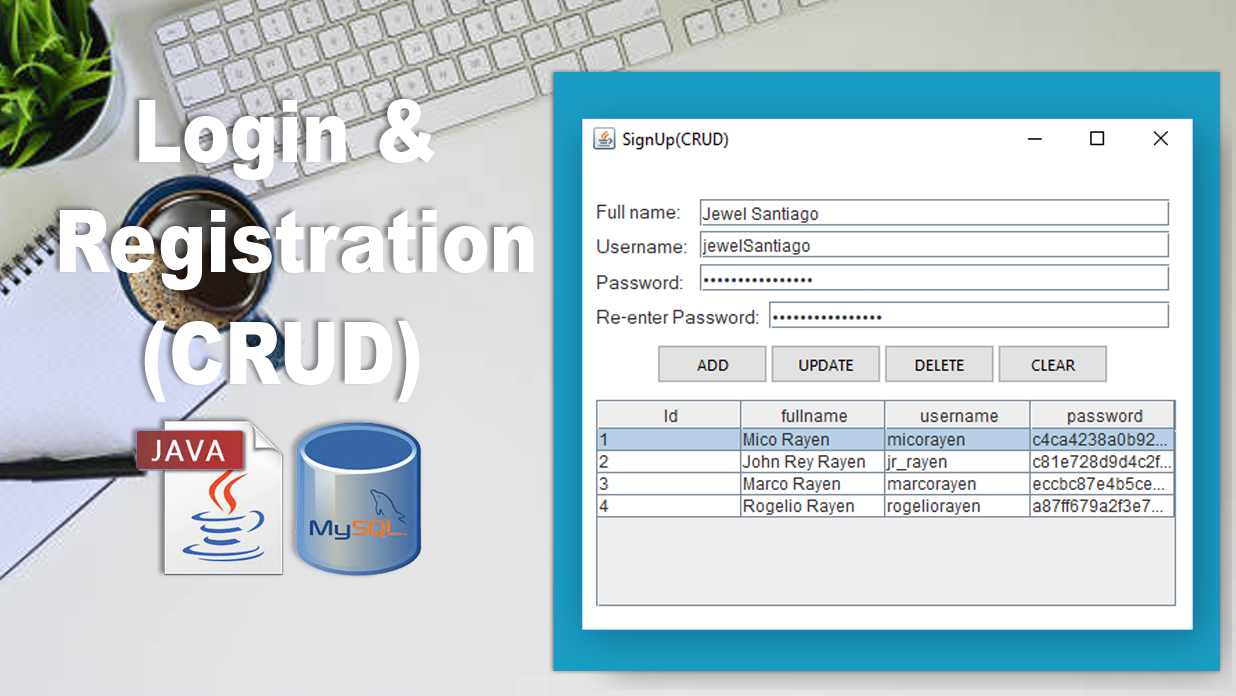 Login &
Registration
(CRUD)
JAVA
MySQL
SignUp(CRUD)
Full name: Jewel Santiago
Username: jewelSantiago
Password: ••••••••••••••••
Re-enter Password: ••••••••••••••••
ADD UPDATE DELETE CLEAR
Id fullname username password
1 Mico Rayen micorayen c4ca4238a0b92...
2 John Rey Rayen jr_rayen c81e728d9d4c2f...
3 Marco Rayen marcorayen eccbc87e4b5ce...
4 Rogelio Rayen rogeliorayen a87ff679a2f3e7...